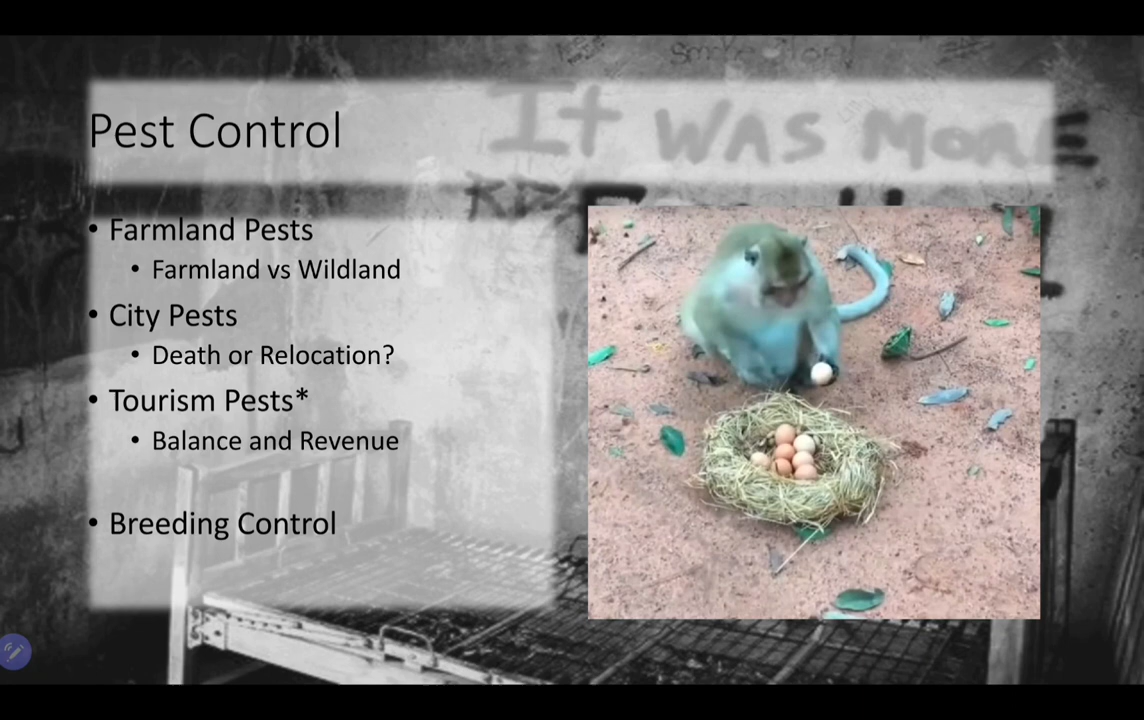 Smoke
It WAS MORE
Pest Control
• Farmland Pests
• Farmland vs Wildland
• City Pests
• Death or Relocation?
• Tourism Pests*
• Balance and Revenue
• Breeding Control